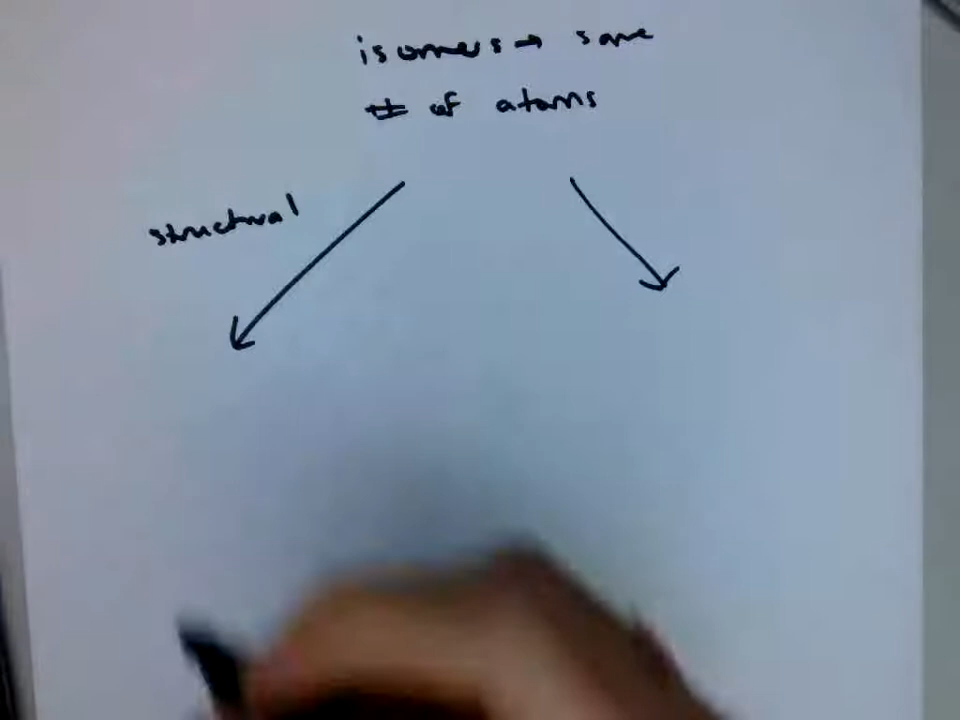 isomers → same
# of atoms
structural